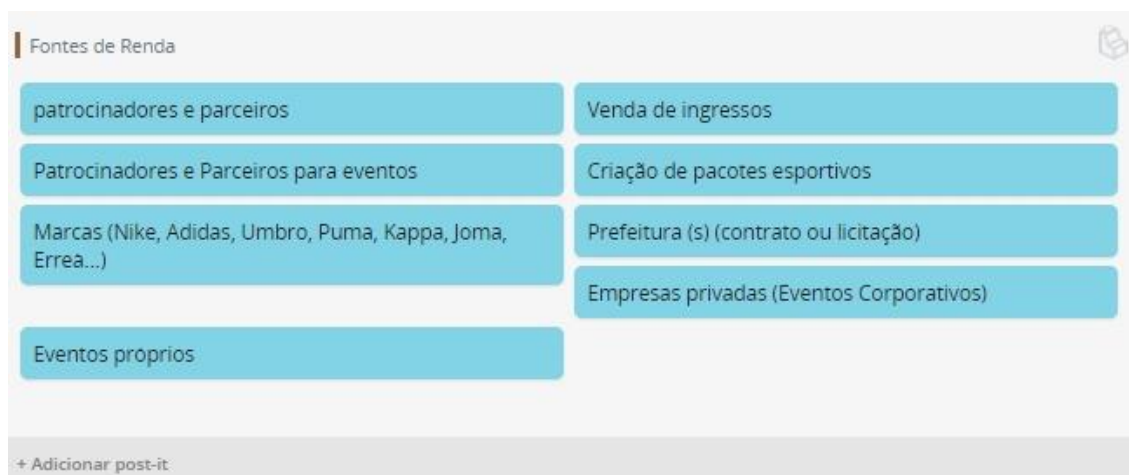 Fontes de Renda
patrocinadores e parceiros
Venda de ingressos
Patrocinadores e Parceiros para eventos
Criação de pacotes esportivos
Marcas (Nike, Adidas, Umbro, Puma, Kappa, Joma,
Errea...)
Prefeitura (s) (contrato ou licitação)
Empresas privadas (Eventos Corporativos)
Eventos próprios
+ Adicionar post-it